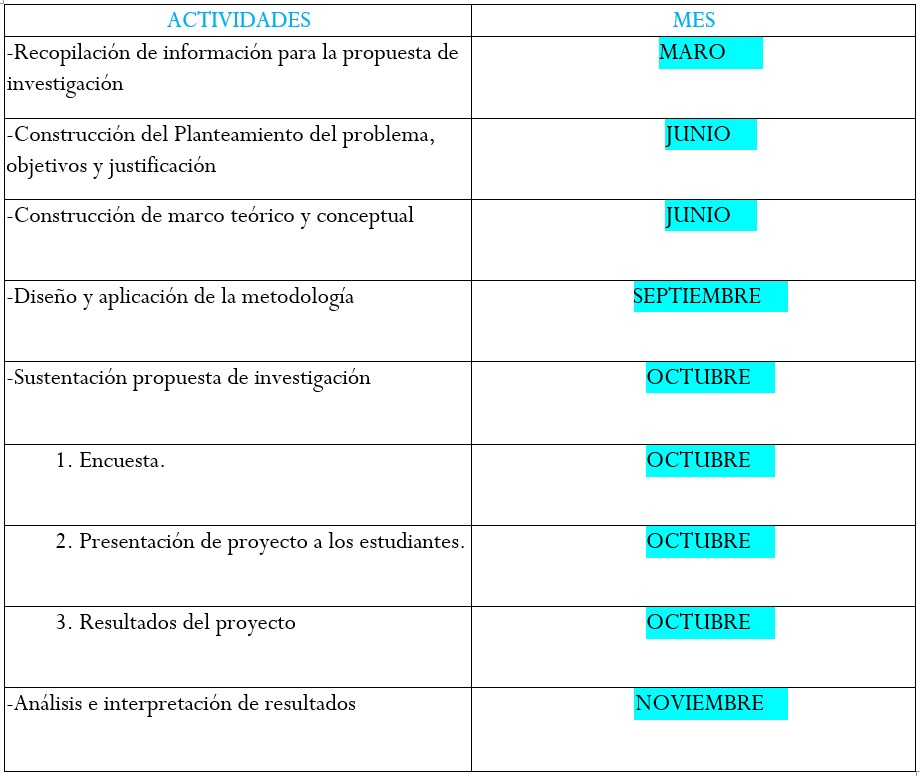 ACTIVIDADES MES
-Recopilación de información para la propuesta de MARO
investigación
-Construcción del Planteamiento del problema, JUNIO
objetivos y justificación
-Construcción de marco teórico y conceptual JUNIO
-Diseño y aplicación de la metodología SEPTIEMBRE
-Sustentación propuesta de investigación OCTUBRE
1. Encuesta. OCTUBRE
2. Presentación de proyecto a los estudiantes. OCTUBRE
3. Resultados del proyecto OCTUBRE
-Análisis e interpretación de resultados NOVIEMBRE